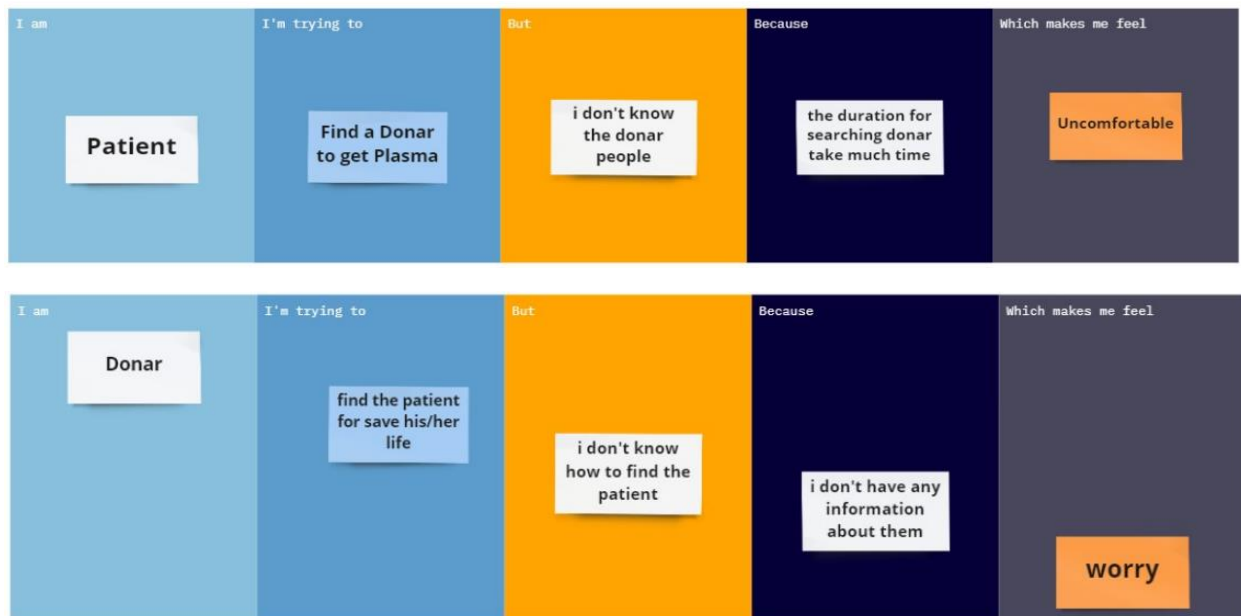 I am
Patient
I'm trying to
Find a Donar
to get Plasma
But
i don't know
the donar
people
Because
the duration for
searching donar
take much time
Which makes me feel
Uncomfortable
I am
Donar
I'm trying to
find the patient
for save his/her
life
But
i don't know
how to find the
patient
Because
i don't have any
information
about them
Which makes me feel
worry